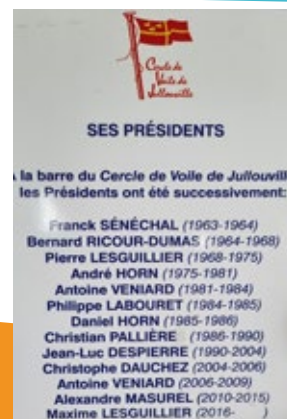 Cercle de
Voile de
Jullouville
SES PRÉSIDENTS
la barre du Cercle de Voile de Jullouvill
les Présidents ont été successivement:
Franck SÉNÉCHAL (1963-1964)
Bernard RICOUR-DUMAS (1964-1968)
Pierre LESGUILLIER (1968-1975)
André HORN (1975-1981)
Antoine VENIARD (1981-1984)
Philippe LABOURET (1984-1985)
Daniel HORN (1985-1986)
Christian PALLIÈRE (1986-1990)
Jean-Luc DESPIERRE (1990-2004)
Christophe DAUCHEZ (2004-2006)
Antoine VENIARD (2006-2009)
Alexandre MASUREL (2010-2015)
Maxime LESGUILLIER (2016- )